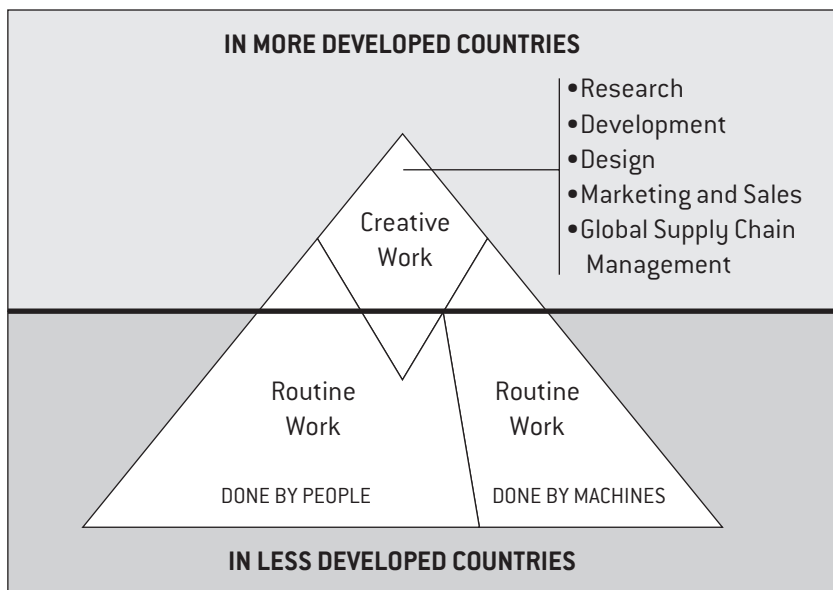 IN MORE DEVELOPED COUNTRIES
•Research
•Development
•Design
•Marketing and Sales
•Global Supply Chain
Management
Creative
Work
Routine
Work
DONE BY PEOPLE
Routine
Work
DONE BY MACHINES
IN LESS DEVELOPED COUNTRIES